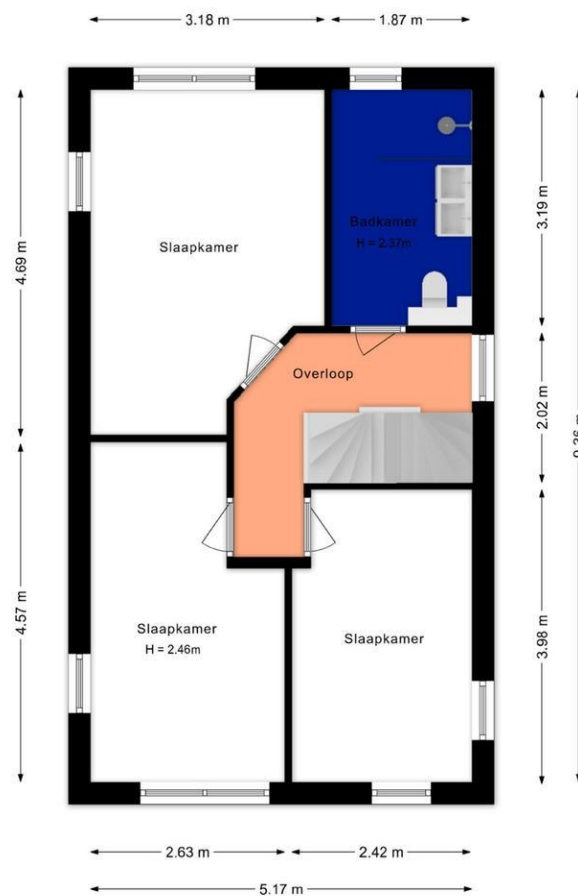 3.18 m
1.87 m
Badkamer
H = 2.37m
Slaapkamer
4.69 m
3.19 m
Overloop
2.02 m
Slaapkamer
H = 2.46m
Slaapkamer
4.57 m
3.98 m
2.63 m
2.42 m
5.17 m